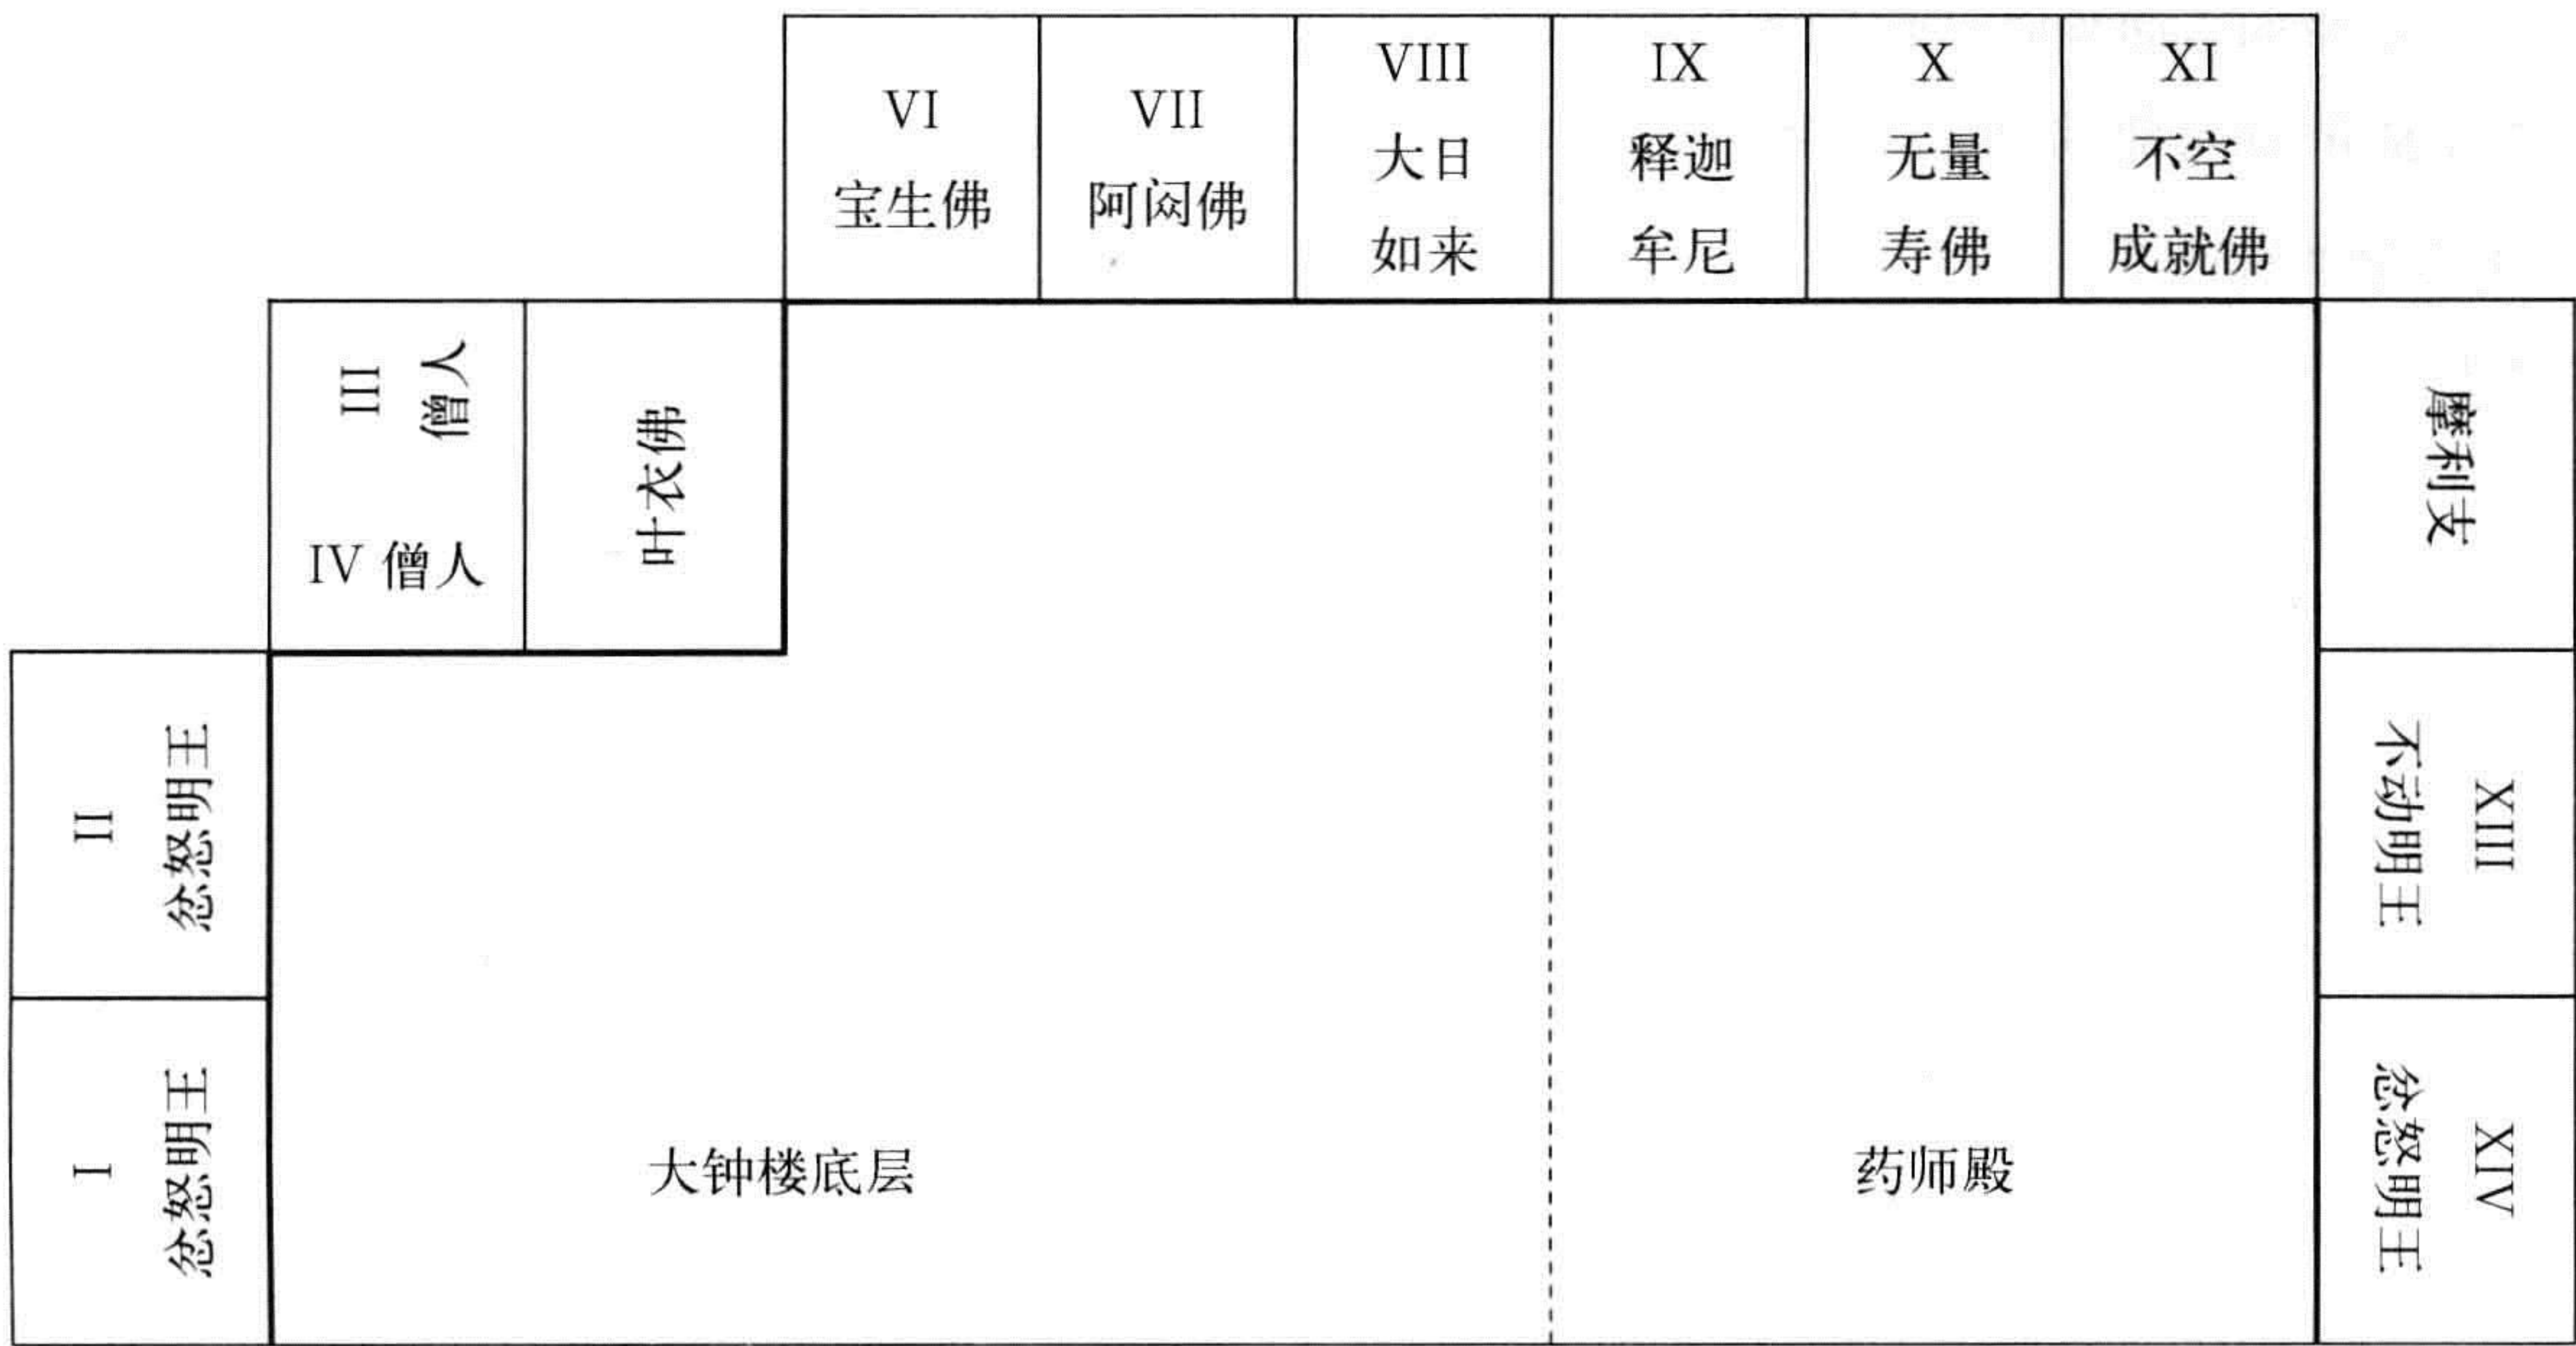 VI
宝生佛
VII
阿閦佛
VIII
大日
如来
IX
释迦
牟尼
X
无量
寿佛
XI
不空
成就佛
III
僧人
IV 僧人
叶衣佛
摩利支
II
忿怒明王
XIII
不动明王
I
忿怒明王
大钟楼底层
药师殿
XIV
忿怒明王